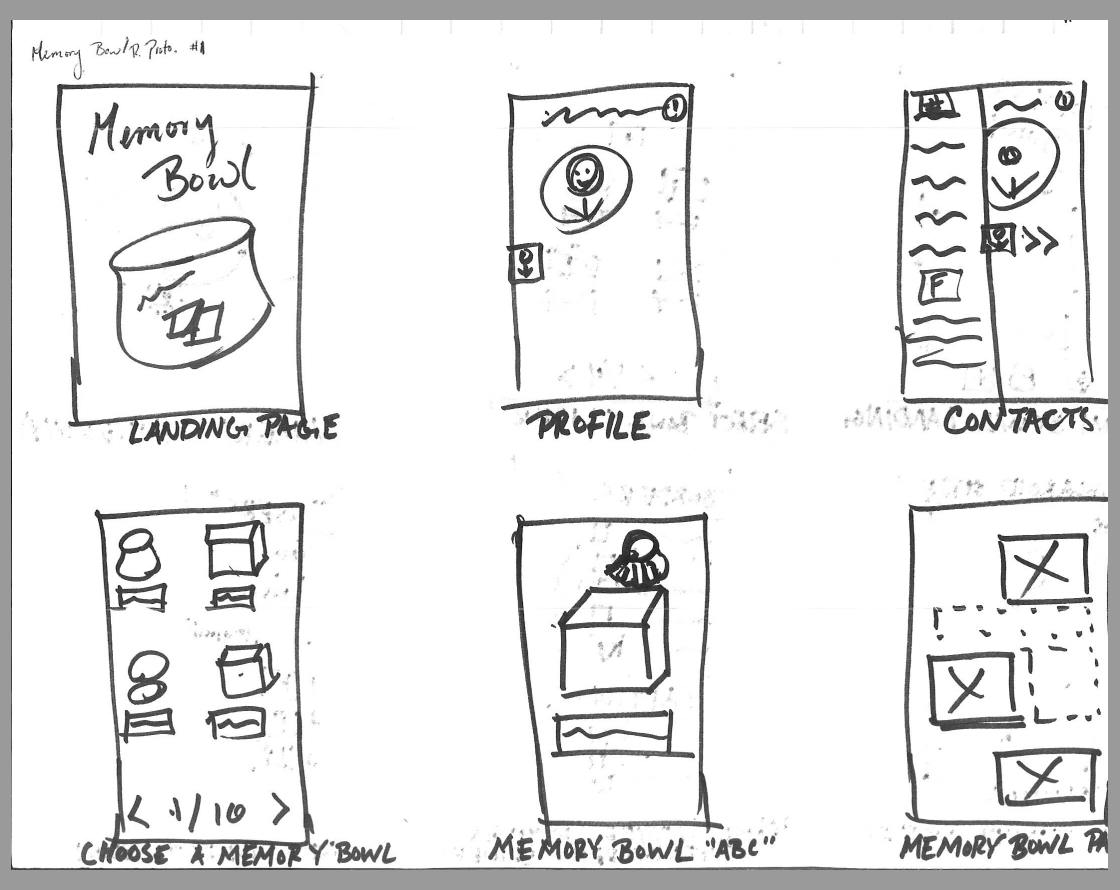 Memory Bowl R. Proto. #1
Memory
Bowl
LANDING PAGE
PROFILE
#
F
CONTACTS
< 1/10 >
CHOOSE A MEMORY BOWL
MEMORY BOWL "ABC"
MEMORY BOWL PA